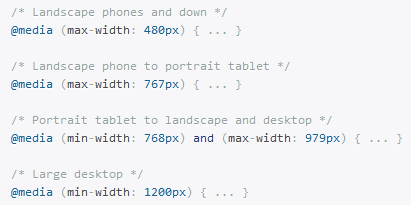 /* Landscape phones and down */
@media (max-width: 480px) { ... }
/* Landscape phone to portrait tablet */
@media (max-width: 767px) { ... }
/* Portrait tablet to landscape and desktop */
@media (min-width: 768px) and (max-width: 979px) { ... }
/* Large desktop */
@media (min-width: 1200px) { ... }